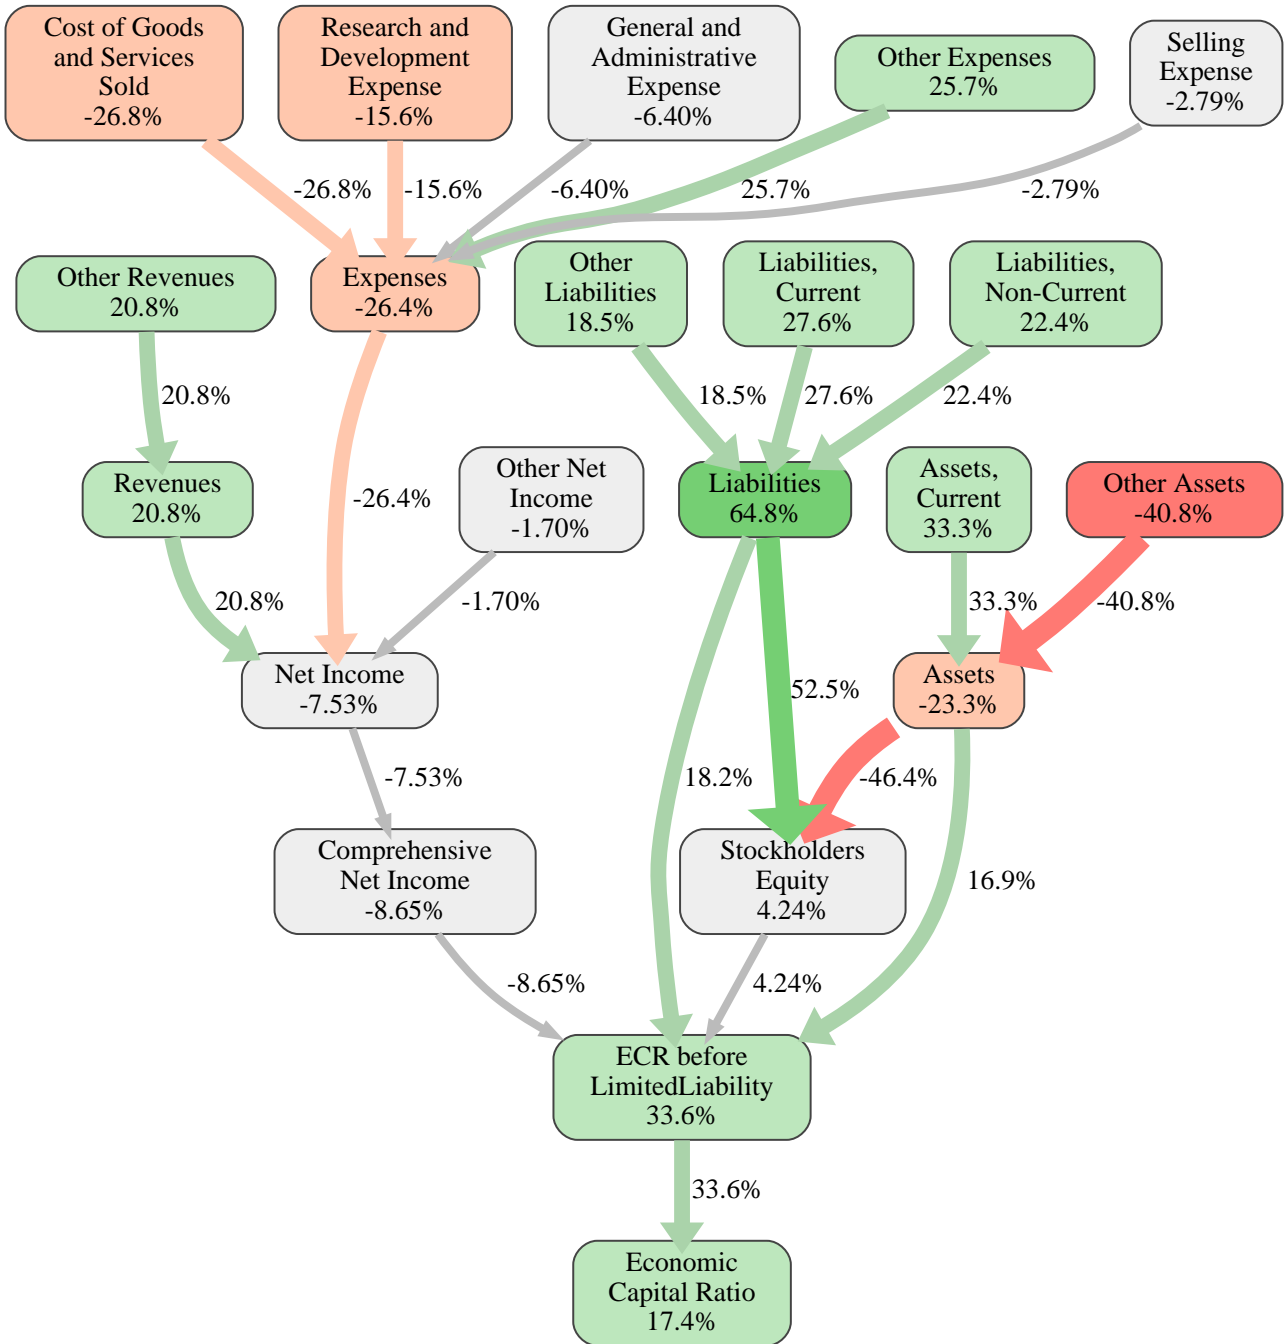 Cost of Goods
and Services
Sold
-26.8%
Research and
Development
Expense
-15.6%
General and
Administrative
Expense
-6.40%
Other Expenses
25.7%
Selling
Expense
-2.79%
-26.8%
-15.6%
-6.40%
25.7%
-2.79%
Other Revenues
20.8%
Expenses
-26.4%
Other
Liabilities
18.5%
Liabilities,
Current
27.6%
Liabilities,
Non-Current
22.4%
20.8%
18.5%
27.6%
22.4%
Revenues
20.8%
-26.4%
Other Net
Income
-1.70%
Liabilities
64.8%
Assets,
Current
33.3%
Other Assets
-40.8%
20.8%
-1.70%
33.3%
-40.8%
Net Income
-7.53%
52.5%
Assets
-23.3%
-7.53%
18.2%
-46.4%
Comprehensive
Net Income
-8.65%
Stockholders
Equity
4.24%
16.9%
-8.65%
4.24%
ECR before
LimitedLiability
33.6%
33.6%
Economic
Capital Ratio
17.4%